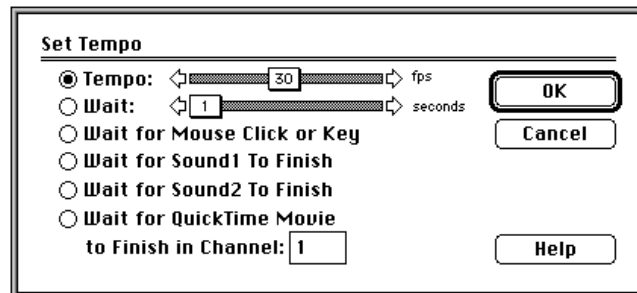 Set Tempo
Tempo: 30 fps
Wait: 1 seconds
OK
Wait for Mouse Click or Key
Cancel
Wait for Sound1 To Finish
Wait for Sound2 To Finish
Wait for QuickTime Movie
to Finish in Channel: 1
Help